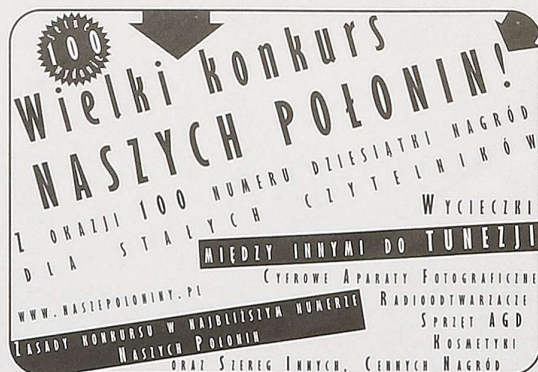 100
Wielki konkurs
NASZYCH POŁONIN!
Z OKAZJI 100 NUMERU DZIESIĄTKI NAGRÓD
DLA STAŁYCH CZYTELNIKÓW
WYCIECZKI
MIĘDZY INNYMI DO TUNEZJI
CYFROWE APARATY FOTOGRAFICZNE
WWW.NASZEPOLONINY.PL
RADIOODTWARZACZE
SPRZĘT AGD
KOSMETYKI
ZASADY KONKURSU W NAJBLIŻSZYM NUMERZE
NASZYCH POŁONIN
ORAZ SZEREG INNYCH, CENNYCH NAGRÓD